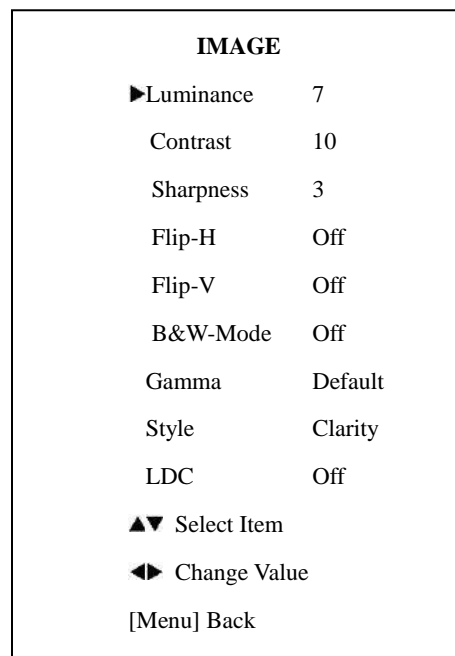 IMAGE
▶Luminance 7
Contrast 10
Sharpness 3
Flip-H Off
Flip-V Off
B&W-Mode Off
Gamma Default
Style Clarity
LDC Off
▲▼ Select Item
◀▶ Change Value
[Menu] Back